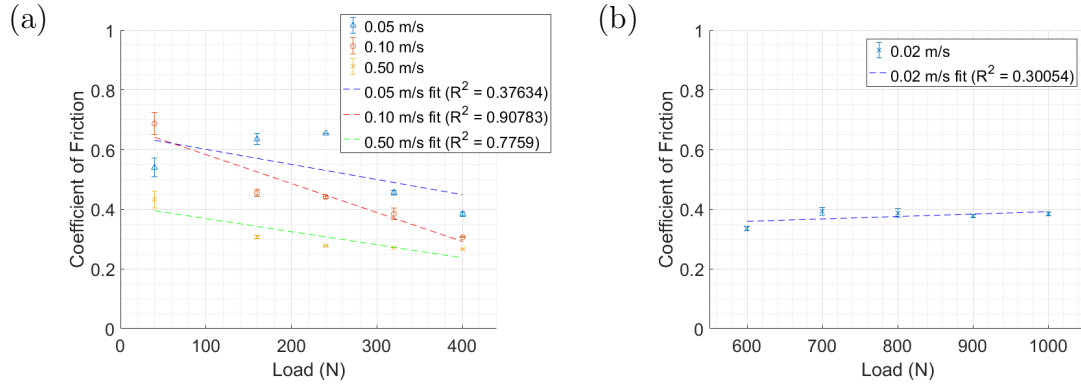 (a)
1
0.8
0.6
0.4
0.2
0
Coefficient of Friction
0 100 200 300 400
Load (N)
0.05 m/s
0.10 m/s
0.50 m/s
0.05 m/s fit (R² = 0.37634)
0.10 m/s fit (R² = 0.90783)
0.50 m/s fit (R² = 0.7759)
(b)
1
0.8
0.6
0.4
0.2
0
Coefficient of Friction
600 700 800 900 1000
Load (N)
0.02 m/s
0.02 m/s fit (R² = 0.30054)